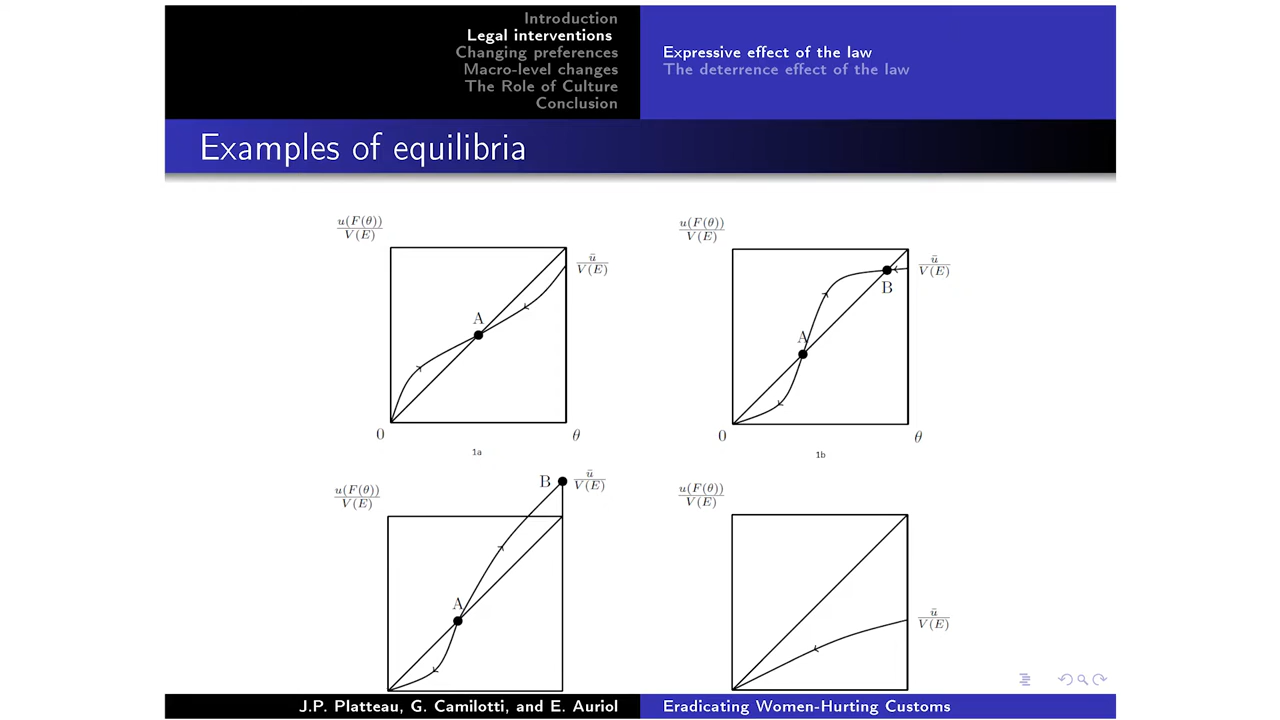 Introduction
Legal interventions
Changing preferences
Macro-level changes
The Role of Culture
Conclusion
Expressive effect of the law
The deterrence effect of the law
Examples of equilibria
u(F(θ))
V(E)
A
ū
V(E)
0
θ
1a
u(F(θ))
V(E)
A
B
ū
V(E)
0
θ
1b
u(F(θ))
V(E)
A
B
ū
V(E)
u(F(θ))
V(E)
ū
V(E)
J.P. Platteau, G. Camilotti, and E. Auriol
Eradicating Women-Hurting Customs